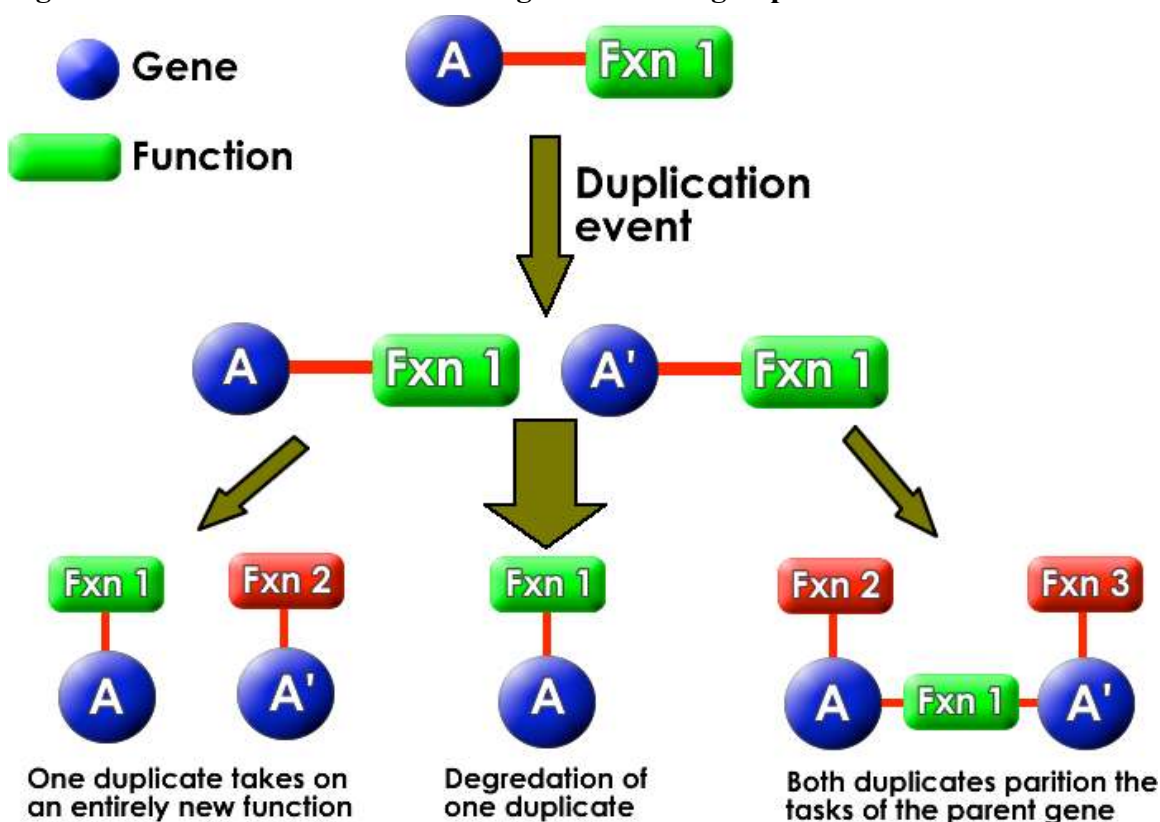 Gene
Function
A
Fxn 1
Duplication
event
A
Fxn 1
A'
Fxn 1
Fxn 1
Fxn 2
Fxn 1
Fxn 2
Fxn 3
A
A'
A
A
Fxn 1
A'
One duplicate takes on
an entirely new function
Degredation of
one duplicate
Both duplicates parition the
tasks of the parent gene